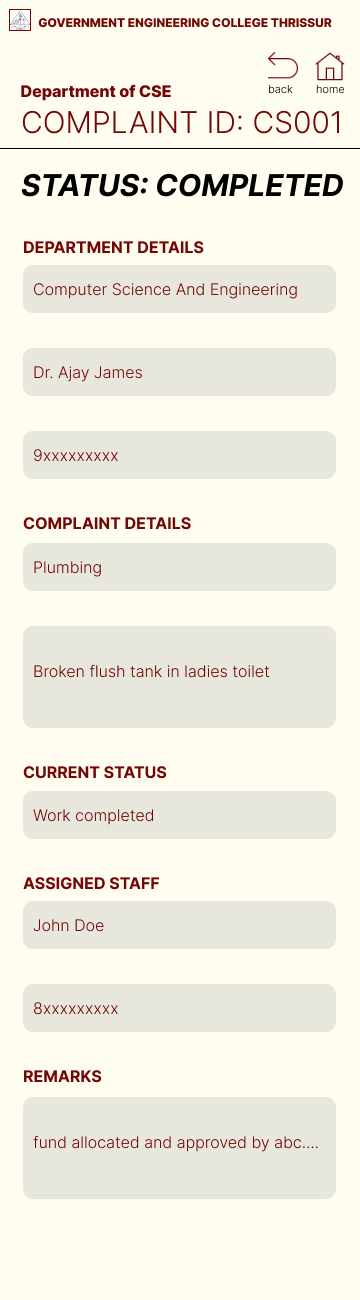 GOVERNMENT ENGINEERING COLLEGE THRISSUR
back
home
Department of CSE
COMPLAINT ID: CS001
STATUS: COMPLETED
DEPARTMENT DETAILS
Computer Science And Engineering
Dr. Ajay James
9xxxxxxxxx
COMPLAINT DETAILS
Plumbing
Broken flush tank in ladies toilet
CURRENT STATUS
Work completed
ASSIGNED STAFF
John Doe
8xxxxxxxxx
REMARKS
fund allocated and approved by abc....